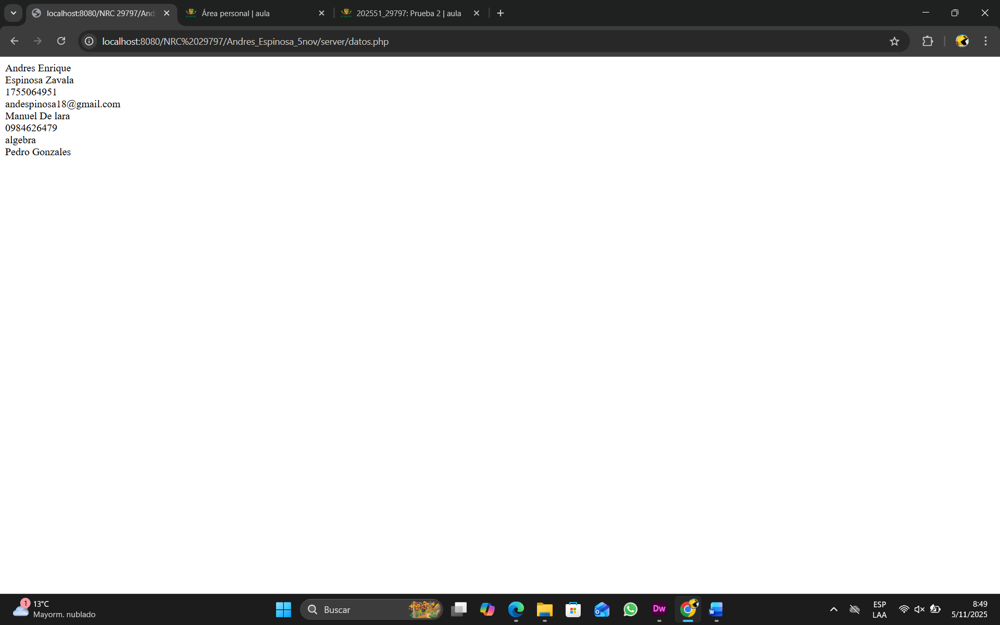 localhost:8080/NRC 29797/And
Área personal | aula
202551_29797: Prueba 2 | aula
localhost:8080/NRC%2029797/Andres_Espinosa_5nov/server/datos.php
Andres Enrique
Espinosa Zavala
1755064951
andespinosa18@gmail.com
Manuel De lara
0984626479
algebra
Pedro Gonzales
1
13°C
Mayorm. nublado
Buscar
Dw
ESP
LAA
8:49
5/11/2025